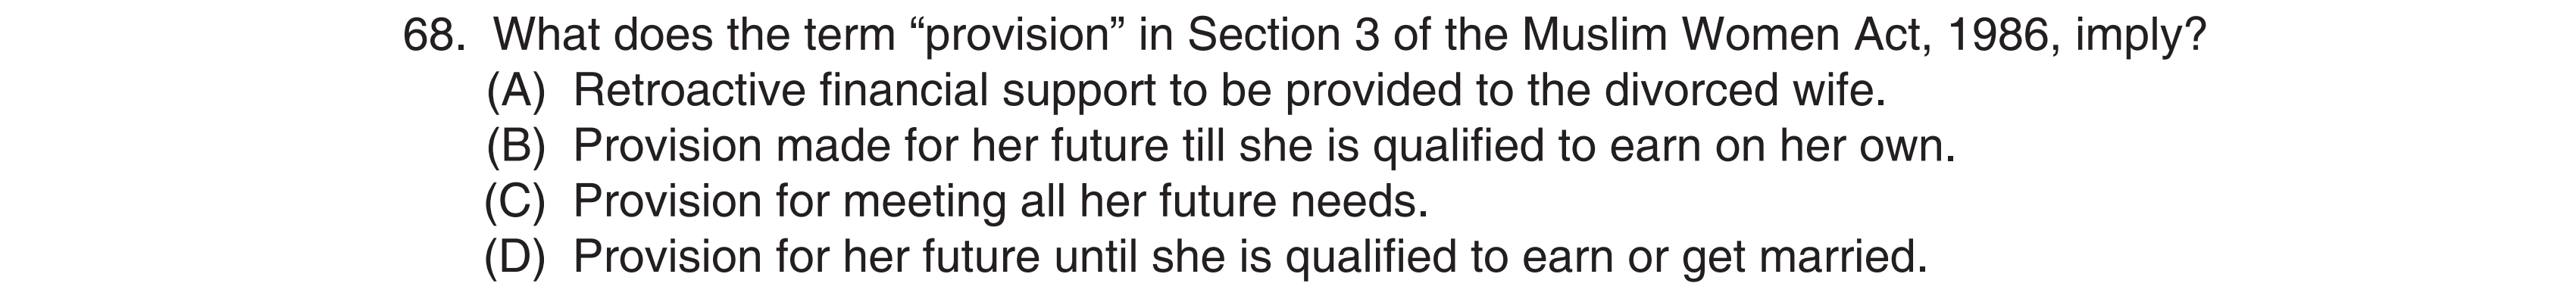 68. What does the term “provision” in Section 3 of the Muslim Women Act, 1986, imply?
(A) Retroactive financial support to be provided to the divorced wife.
(B) Provision made for her future till she is qualified to earn on her own.
(C) Provision for meeting all her future needs.
(D) Provision for her future until she is qualified to earn or get married.